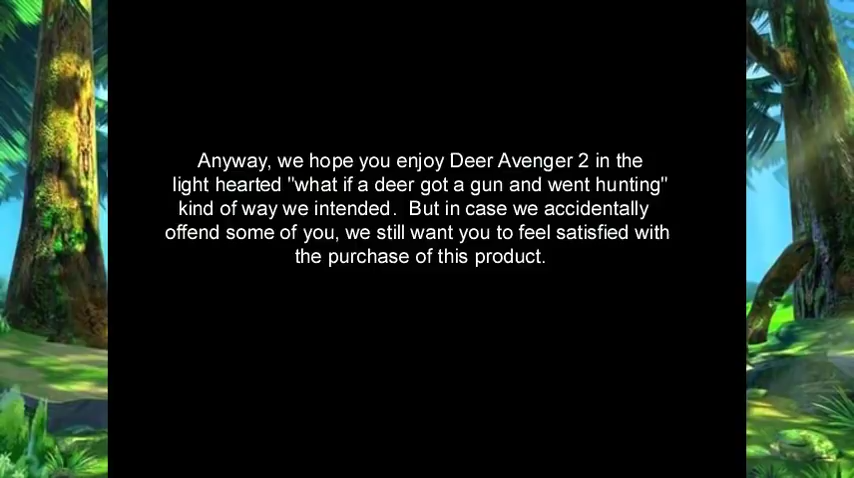 Anyway, we hope you enjoy Deer Avenger 2 in the
light hearted "what if a deer got a gun and went hunting"
kind of way we intended.  But in case we accidentally
offend some of you, we still want you to feel satisfied with
the purchase of this product.